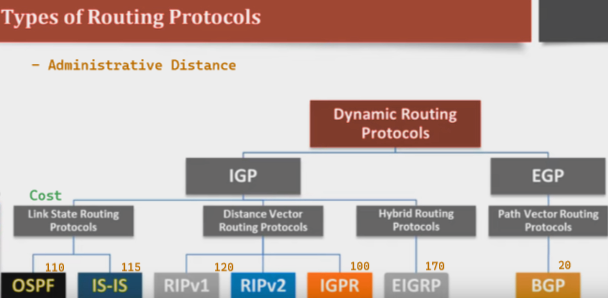 Types of Routing Protocols
– Administrative Distance
Dynamic Routing
Protocols
IGP
EGP
Cost
Link State Routing
Protocols
Distance Vector
Routing Protocols
Hybrid Routing
Protocols
Path Vector Routing
Protocols
110 115 120 100 170 20
OSPF IS-IS RIPv1 RIPv2 IGPR EIGRP BGP